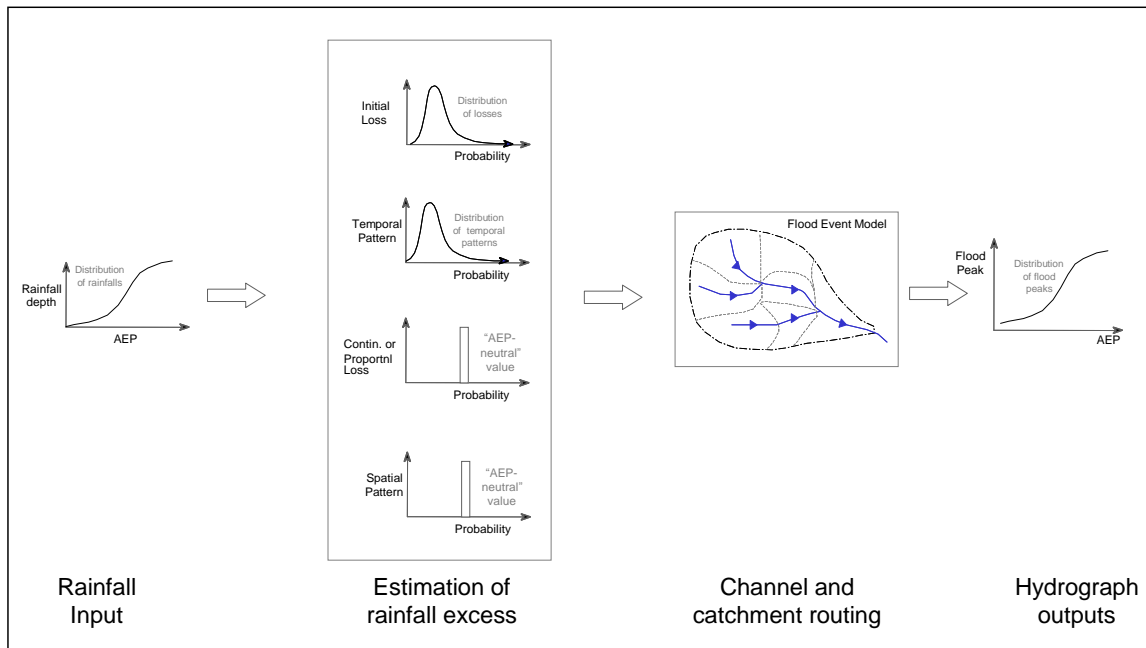 Rainfall
depth
Distribution
of rainfalls
AEP
Initial
Loss
Distribution
of losses
Probability
Temporal
Pattern
Distribution
of temporal
patterns
Probability
Contin. or
Proportnl
Loss
“AEP-
neutral”
value
Probability
Spatial
Pattern
“AEP-
neutral”
value
Probability
Flood Event Model
Flood
Peak
Distribution
of flood
peaks
AEP
Rainfall
Input
Estimation of
rainfall excess
Channel and
catchment routing
Hydrograph
outputs